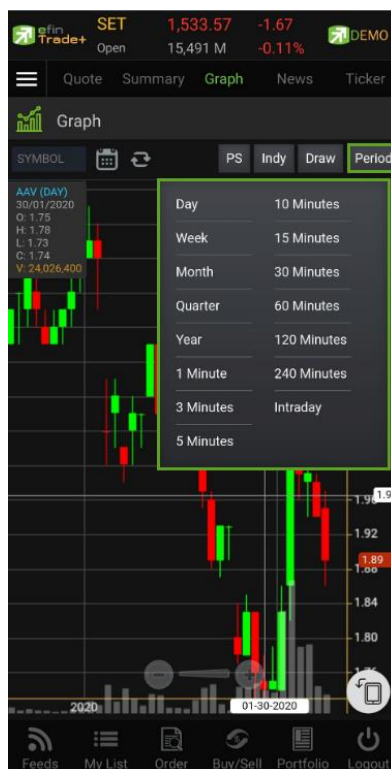 efin Trade+ SET 1,533.57 -1.67 DEMO
Open 15,491 M -0.11%
Quote Summary Graph News Ticker
Graph
SYMBOL PS Indy Draw Period
AAV (DAY)
30/01/2020
O: 1.75
H: 1.78
L: 1.73
C: 1.74
V: 24,026,400
Day 10 Minutes
Week 15 Minutes
Month 30 Minutes
Quarter 60 Minutes
Year 120 Minutes
1 Minute 240 Minutes
3 Minutes Intraday
5 Minutes
1.92
1.89
1.88
1.84
1.80
2020 01-30-2020
Feeds My List Order Buy/Sell Portfolio Logout